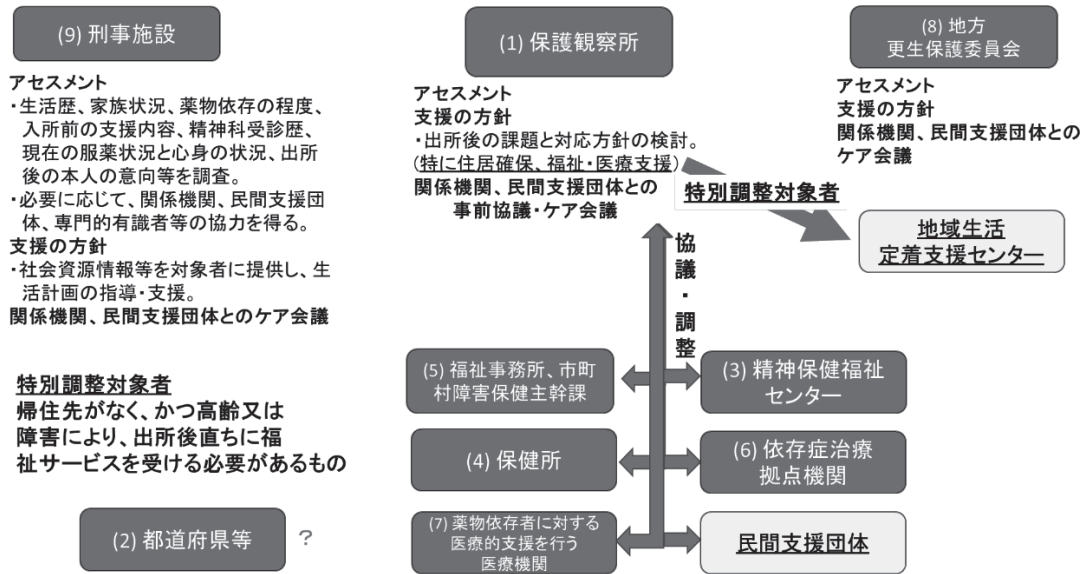 (9) 刑事施設
アセスメント
・生活歴、家族状況、薬物依存の程度、
入所前の支援内容、精神科受診歴、
現在の服薬状況と心身の状況、出所
後の本人の意向等を調査。
・必要に応じて、関係機関、民間支援団
体、専門的有識者等の協力を得る。
支援の方針
・社会資源情報等を対象者に提供し、生
活計画の指導・支援。
関係機関、民間支援団体とのケア会議
特別調整対象者
帰住先がなく、かつ高齢又は
障害により、出所後直ちに福
祉サービスを受ける必要があるもの
(2) 都道府県等
?
(1) 保護観察所
アセスメント
支援の方針
・出所後の課題と対応方針の検討。
(特に住居確保、福祉・医療支援)
関係機関、民間支援団体との
事前協議・ケア会議
特別調整対象者
(8) 地方
更生保護委員会
アセスメント
支援の方針
関係機関、民間支援団体との
ケア会議
地域生活
定着支援センター
協議・調整
(5) 福祉事務所、市町
村障害保健主幹課
(3) 精神保健福祉
センター
(4) 保健所
(6) 依存症治療
拠点機関
(7) 薬物依存者に対する
医療的支援を行う
医療機関
民間支援団体